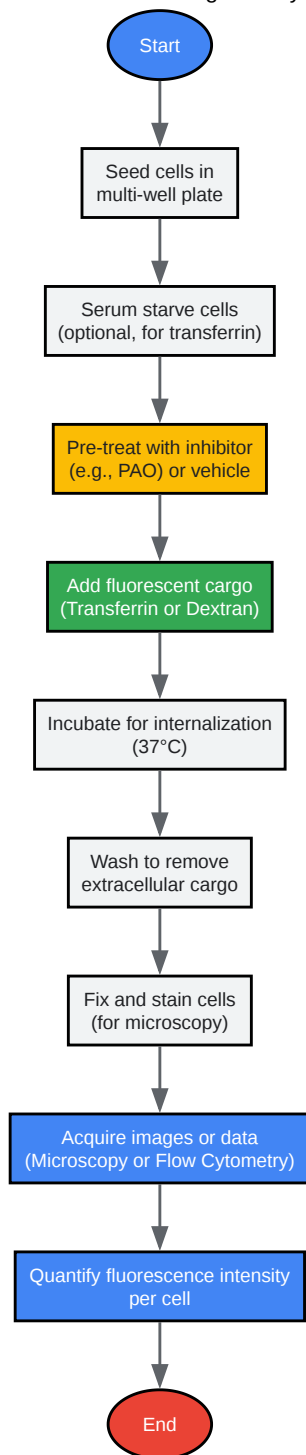 Start
Seed cells in
multi-well plate
Serum starve cells
(optional, for transferrin)
Pre-treat with inhibitor
(e.g., PAO) or vehicle
Add fluorescent cargo
(Transferrin or Dextran)
Incubate for internalization
(37°C)
Wash to remove
extracellular cargo
Fix and stain cells
(for microscopy)
Acquire images or data
(Microscopy or Flow Cytometry)
Quantify fluorescence intensity
per cell
End